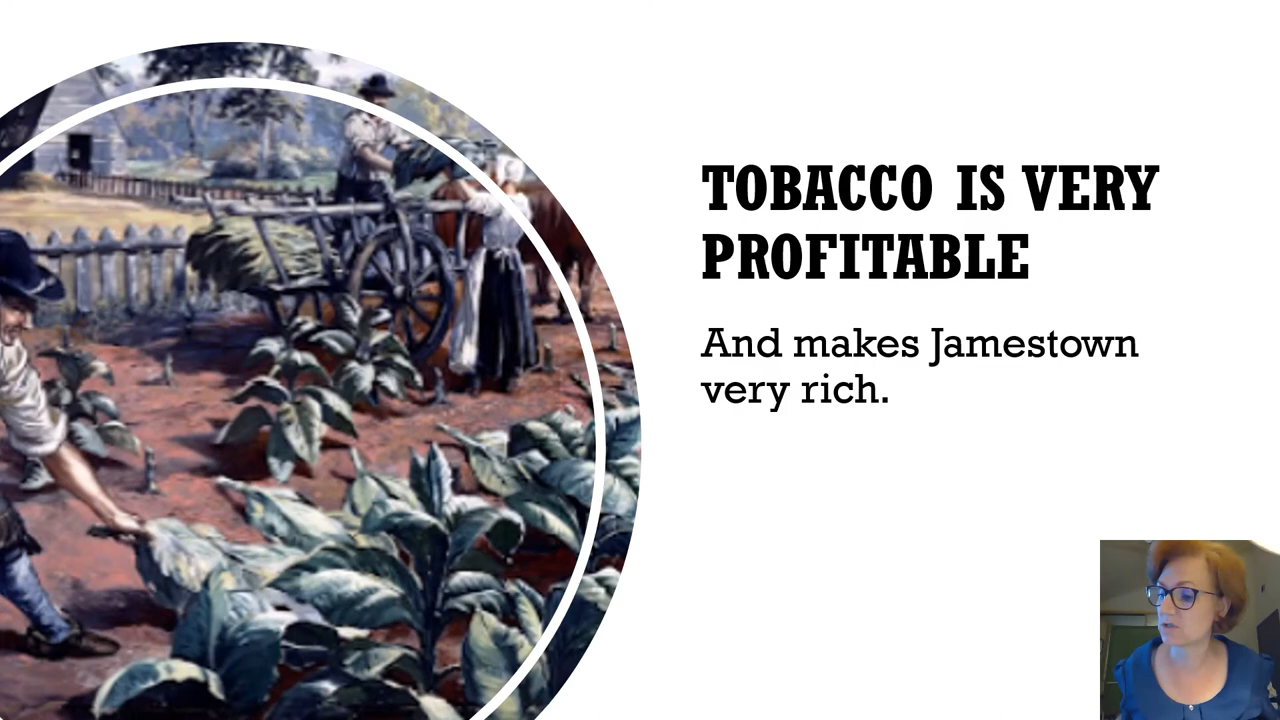 TOBACCO IS VERY
PROFITABLE
And makes Jamestown
very rich.